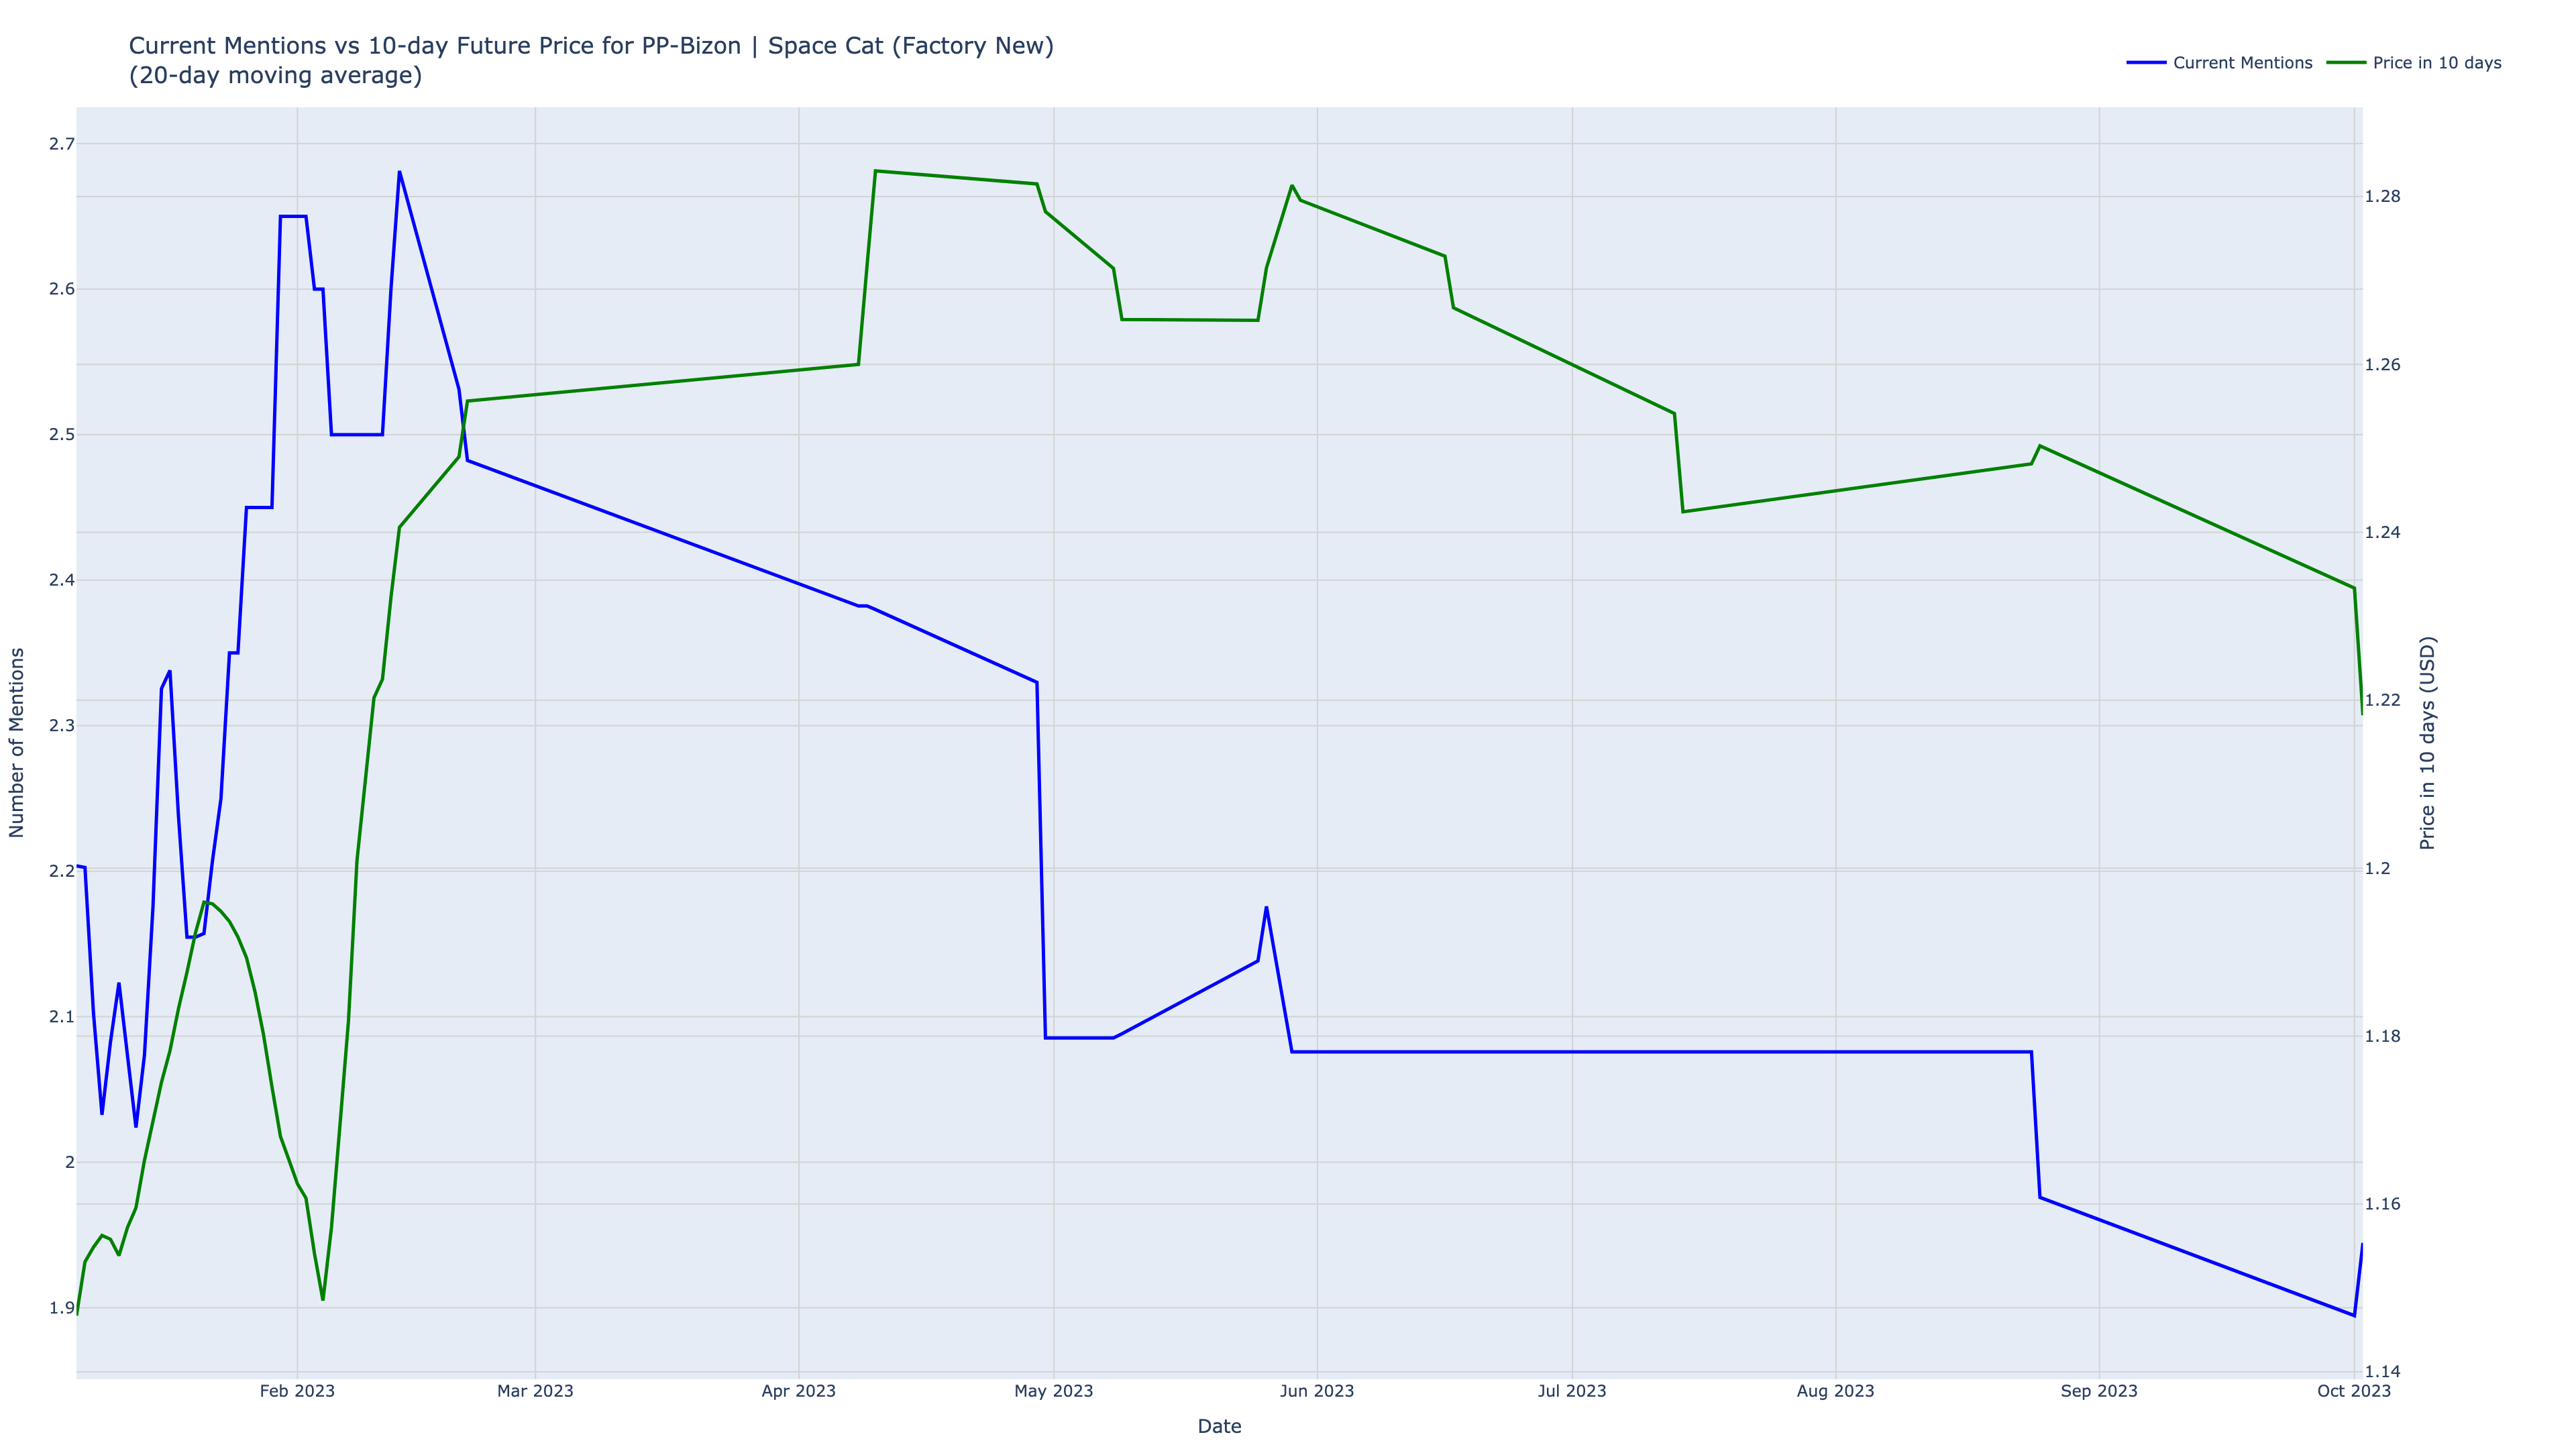 Current Mentions vs 10-day Future Price for PP-Bizon | Space Cat (Factory New)
(20-day moving average)
Current Mentions
Price in 10 days
2.7
2.6
2.5
2.4
2.3
2.2
2.1
2
1.9
Number of Mentions
1.28
1.26
1.24
1.22
1.2
1.18
1.16
1.14
Price in 10 days (USD)
Feb 2023
Mar 2023
Apr 2023
May 2023
Jun 2023
Jul 2023
Aug 2023
Sep 2023
Oct 2023
Date